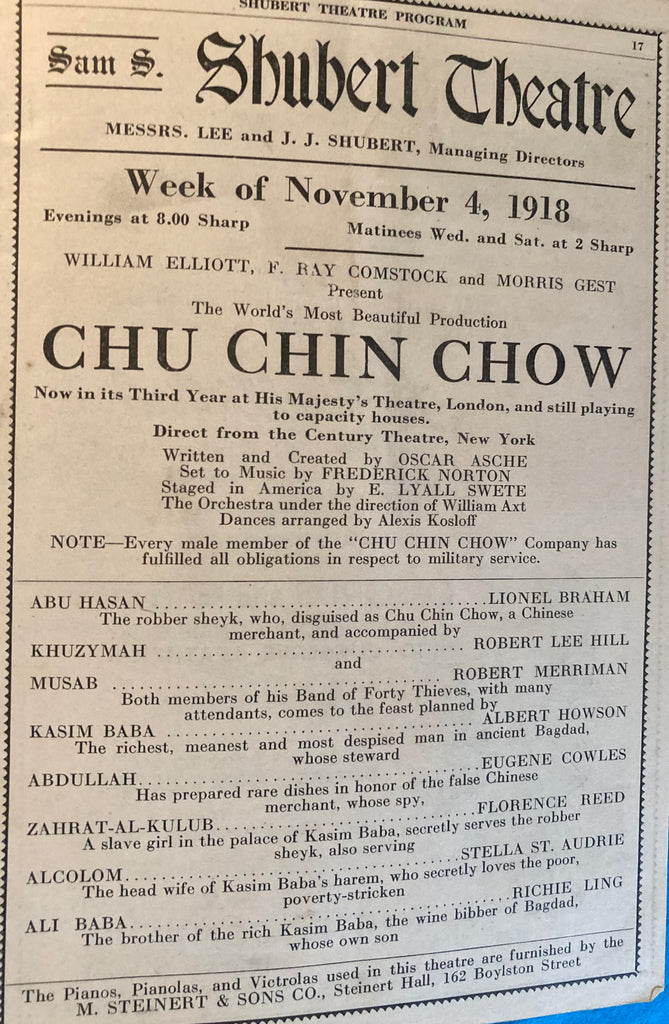 SHUBERT THEATRE PROGRAM
17
Sam S. Shubert Theatre
MESSRS. LEE and J. J. SHUBERT, Managing Directors
Week of November 4, 1918
Evenings at 8.00 Sharp
Matinees Wed. and Sat. at 2 Sharp
WILLIAM ELLIOTT, F. RAY COMSTOCK and MORRIS GEST
Present
The World's Most Beautiful Production
CHU CHIN CHOW
Now in its Third Year at His Majesty's Theatre, London, and still playing
to capacity houses.
Direct from the Century Theatre, New York
Written and Created by OSCAR ASCHE
Set to Music by FREDERICK NORTON
Staged in America by E. LYALL SWETE
The Orchestra under the direction of William Axt
Dances arranged by Alexis Kosloff
NOTE—Every male member of the "CHU CHIN CHOW" Company has
fulfilled all obligations in respect to military service.
ABU HASAN ........................................LIONEL BRAHAM
The robber sheyk, who, disguised as Chu Chin Chow, a Chinese
merchant, and accompanied by
KHUZYMAH ..................................... ROBERT LEE HILL
and
MUSAB ........................................... ROBERT MERRIMAN
Both members of his Band of Forty Thieves, with many
attendants, comes to the feast planned by
KASIM BABA ......................................ALBERT HOWSON
The richest, meanest and most despised man in ancient Bagdad,
whose steward
ABDULLAH.........................................EUGENE COWLES
Has prepared rare dishes in honor of the false Chinese
merchant, whose spy,
ZAHRAT-AL-KULUB................................FLORENCE REED
A slave girl in the palace of Kasim Baba, secretly serves the robber
sheyk, also serving
ALCOLOM.........................................STELLA ST. AUDRIE
The head wife of Kasim Baba's harem, who secretly loves the poor,
poverty-stricken
ALI BABA...........................................RICHIE LING
The brother of the rich Kasim Baba, the wine bibber of Bagdad,
whose own son
The Pianos, Pianolas, and Victrolas used in this theatre are furnished by the
M. STEINERT & SONS CO., Steinert Hall, 162 Boylston Street